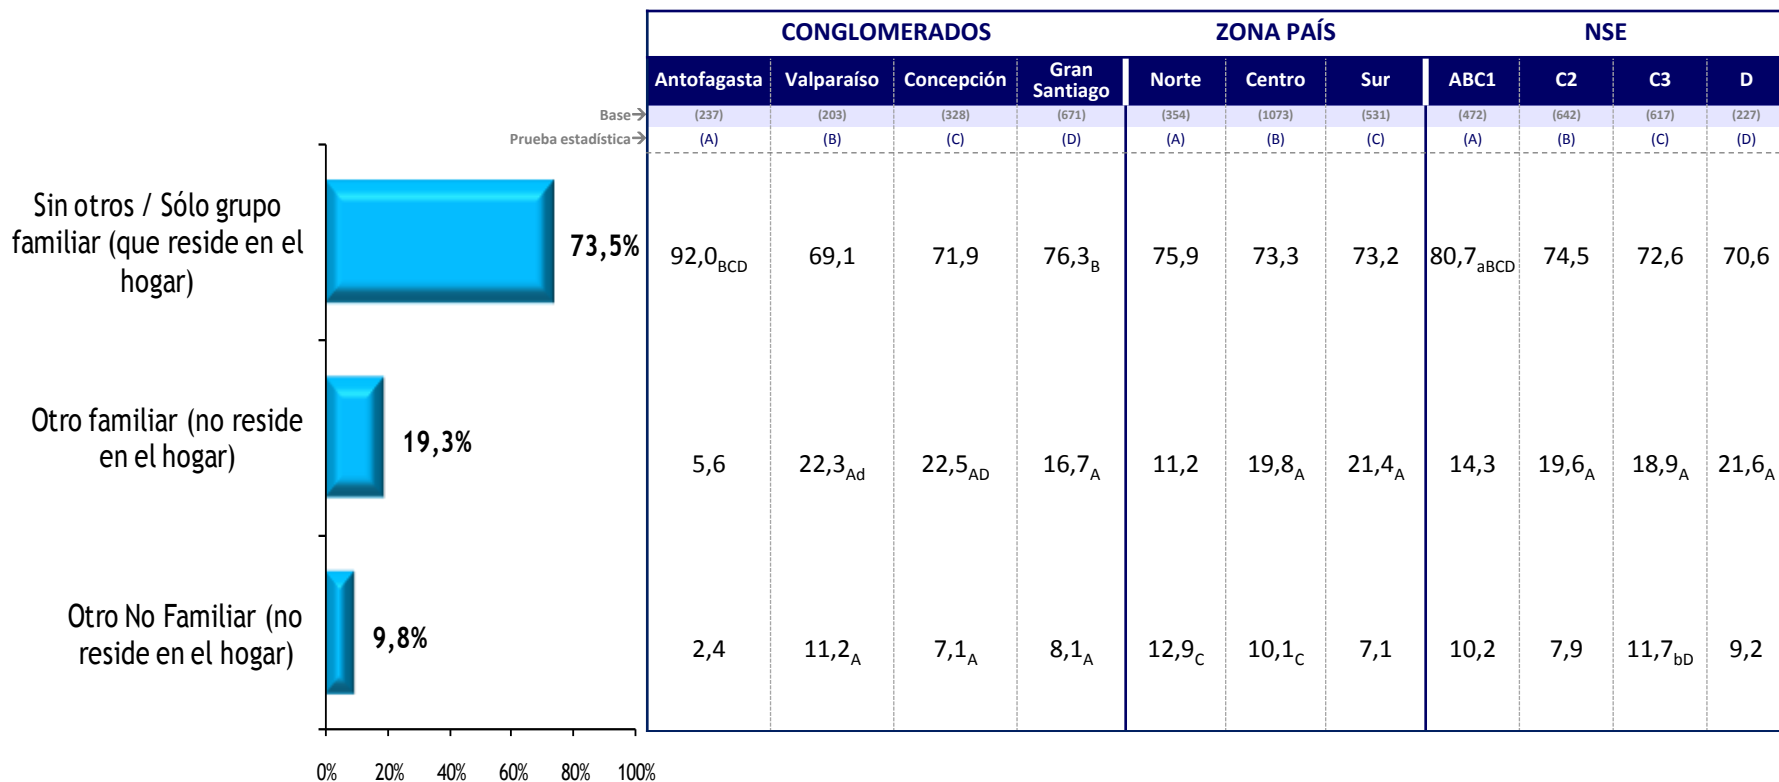 CONGLOMERADOS ZONA PAÍS NSE
Antofagasta Valparaíso Concepción Gran Santiago Norte Centro Sur ABC1 C2 C3 D
Base→ (237) (203) (328) (671) (354) (1073) (531) (472) (642) (617) (227)
Prueba estadística→ (A) (B) (C) (D) (A) (B) (C) (A) (B) (C) (D)
Sin otros / Sólo grupo
familiar (que reside en el
hogar)
73,5% 92,0BCD 69,1 71,9 76,3B 75,9 73,3 73,2 80,7aBCD 74,5 72,6 70,6
Otro familiar (no reside
en el hogar)
19,3% 5,6 22,3Ad 22,5AD 16,7A 11,2 19,8A 21,4A 14,3 19,6A 18,9A 21,6A
Otro No Familiar (no
reside en el hogar)
9,8% 2,4 11,2A 7,1A 8,1A 12,9C 10,1C 7,1 10,2 7,9 11,7bD 9,2
0% 20% 40% 60% 80% 100%